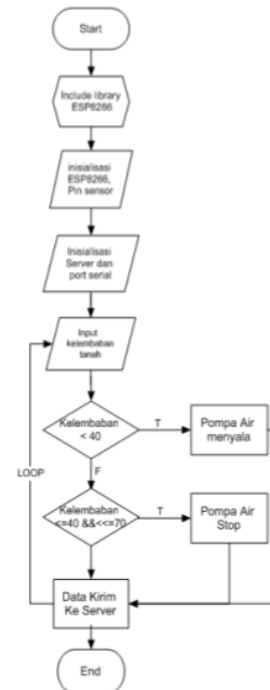 Start
Include library
ESP8266
inisialisasi
ESP8266,
Pin sensor
Inisialisasi
Server dan
port serial
Input
kelembaban
tanah
Kelembaban
< 40
T
Pompa Air
menyala
LOOP
F
Kelembaban
<=40 &&<<=70
T
Pompa Air
Stop
Data Kirim
Ke Server
End